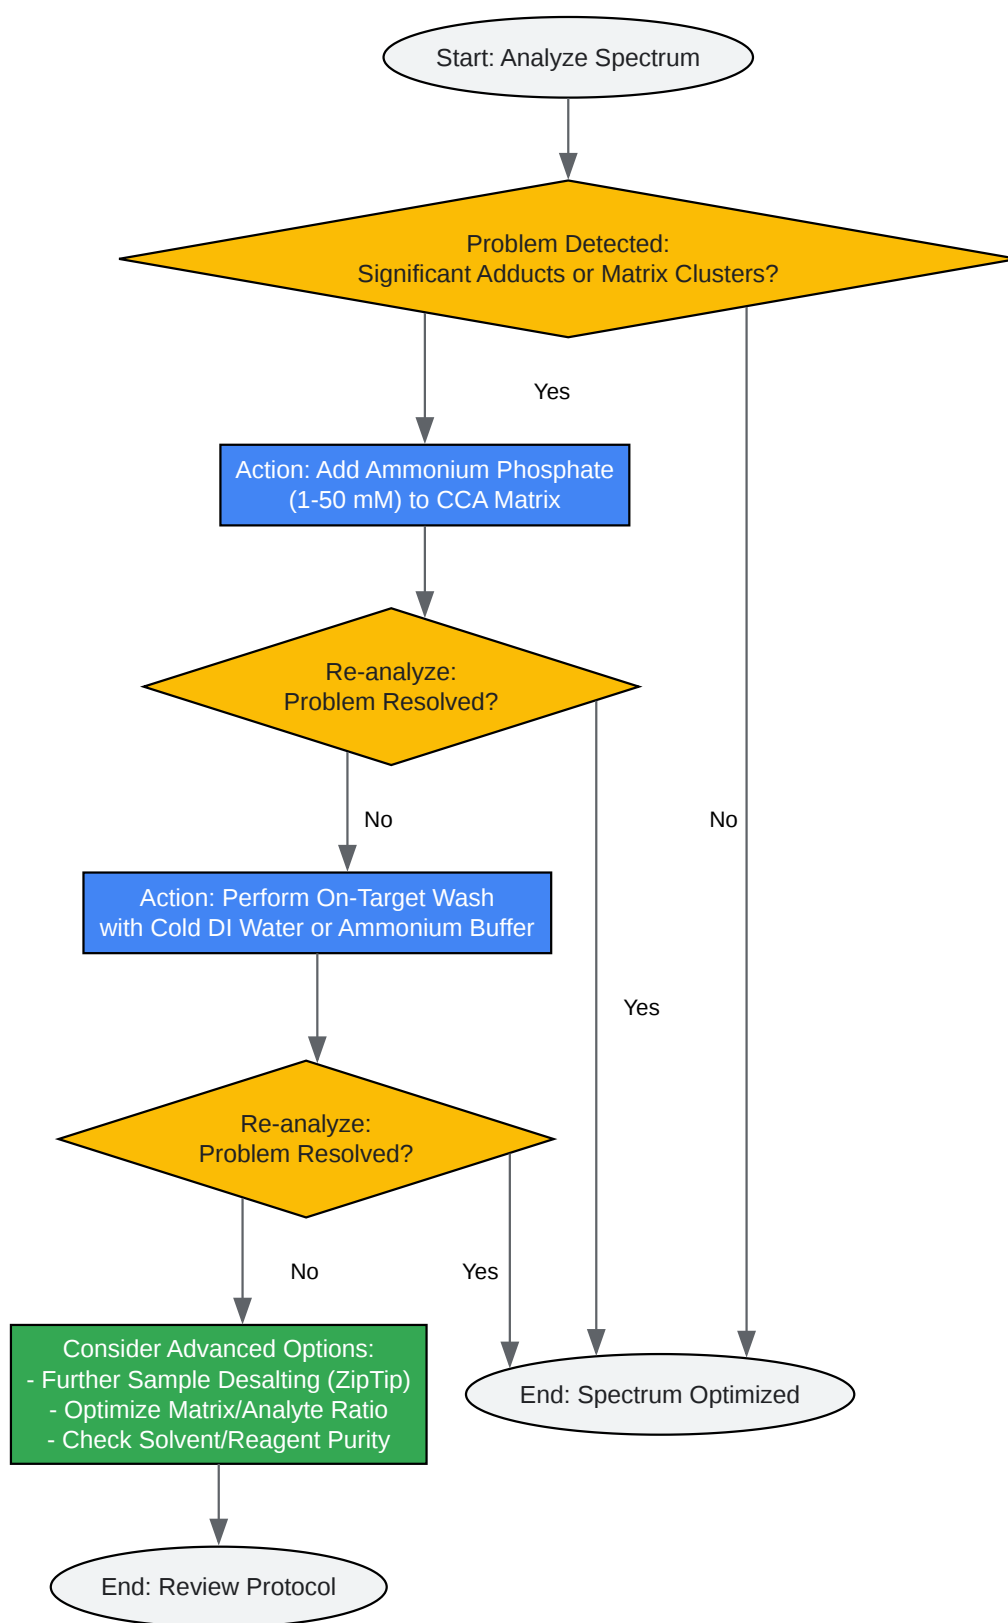 Start: Analyze Spectrum
Problem Detected:
Significant Adducts or Matrix Clusters?
Yes
Action: Add Ammonium Phosphate
(1-50 mM) to CCA Matrix
Re-analyze:
Problem Resolved?
No
No
Action: Perform On-Target Wash
with Cold DI Water or Ammonium Buffer
Yes
Re-analyze:
Problem Resolved?
No
Yes
Consider Advanced Options:
- Further Sample Desalting (ZipTip)
- Optimize Matrix/Analyte Ratio
- Check Solvent/Reagent Purity
End: Spectrum Optimized
End: Review Protocol